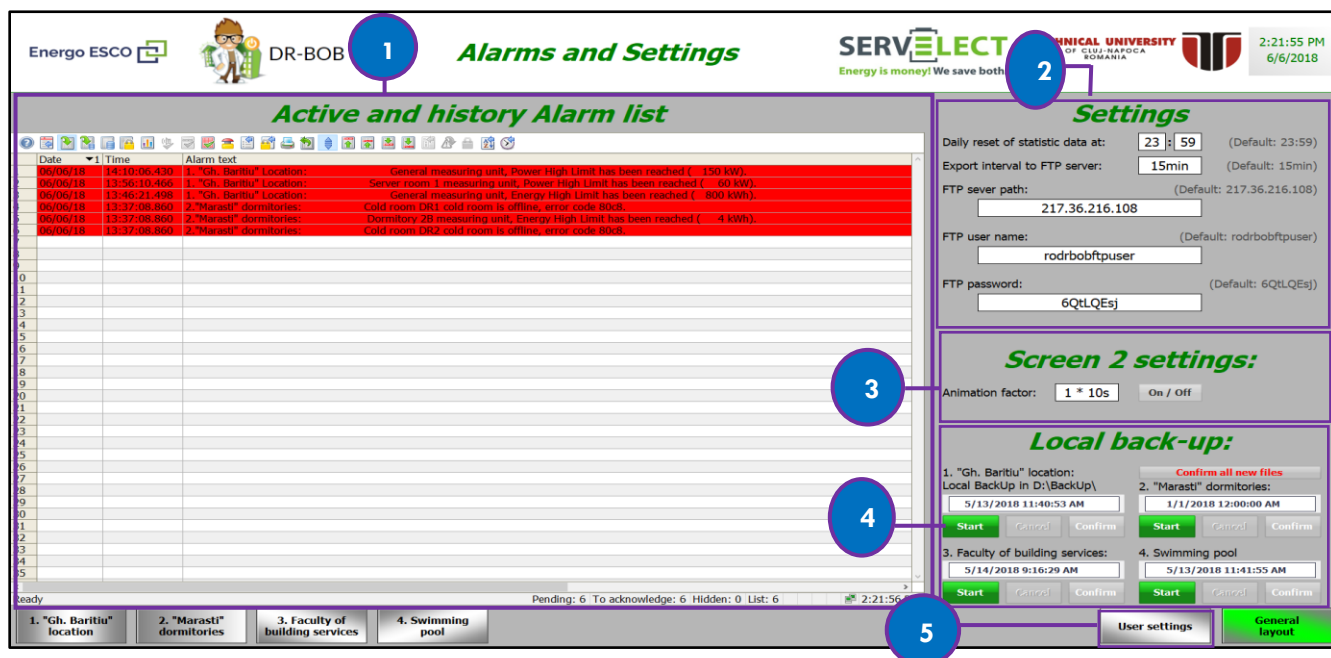 Energo ESCO
DR-BOB
1
Alarms and Settings
SERVELECT
Energy is money! We save both
HNICAL UNIVERSITY
OF CLUJ-NAPOCA
ROMANIA
2:21:55 PM
6/6/2018
2
Active and history Alarm list
Date 1 Time Alarm text
06/06/18 14:10:06.430 1. "Gh. Baritiu" Location: General measuring unit, Power High Limit has been reached ( 150 kW).
06/06/18 13:56:10.466 1. "Gh. Baritiu" Location: Server room 1 measuring unit, Power High Limit has been reached ( 60 kW).
06/06/18 13:46:21.498 1. "Gh. Baritiu" Location: General measuring unit, Energy High Limit has been reached ( 800 kWh).
06/06/18 13:37:08.860 2."Marasti" dormitories: Cold room DR1 cold room is offline, error code 80c8.
06/06/18 13:37:08.860 2."Marasti" dormitories: Dormitory 2B measuring unit, Energy High Limit has been reached ( 4 kWh).
06/06/18 13:37:08.860 2."Marasti" dormitories: Cold room DR2 cold room is offline, error code 80c8.
Ready
Pending: 6 To acknowledge: 6 Hidden: 0 List: 6
2:21:56
Settings
Daily reset of statistic data at: 23 : 59 (Default: 23:59)
Export interval to FTP server: 15min (Default: 15min)
FTP sever path: (Default: 217.36.216.108)
217.36.216.108
FTP user name: (Default: rodrbobftpuser)
rodrbobftpuser
FTP password: (Default: 6QtLQEsj)
6QtLQEsj
3
Screen 2 settings:
Animation factor: 1 * 10s On / Off
4
Local back-up:
1. "Gh. Baritiu" location:
Local BackUp in D:\BackUp\
5/13/2018 11:40:53 AM
Start Cancel Confirm
Confirm all new files
2. "Marasti" dormitories:
1/1/2018 12:00:00 AM
Start Cancel Confirm
3. Faculty of building services:
5/14/2018 9:16:29 AM
Start Cancel Confirm
4. Swimming pool
5/13/2018 11:41:55 AM
Start Cancel Confirm
1. "Gh. Baritiu"
location
2. "Marasti"
dormitories
3. Faculty of
building services
4. Swimming
pool
5
User settings
General
layout